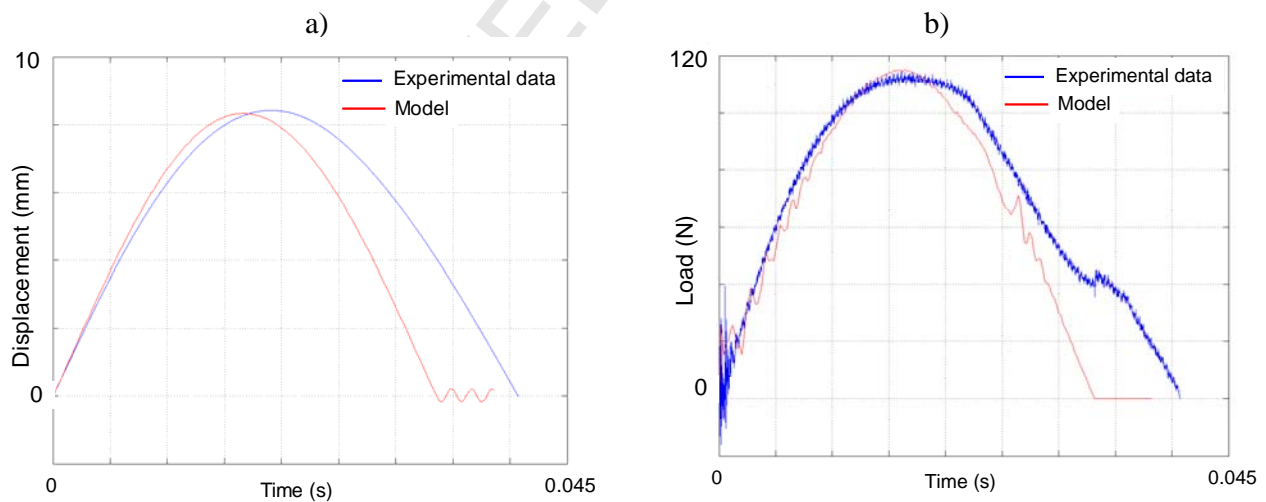 a)
10
Experimental data
Model
Displacement (mm)
0
0
Time (s)
0.045
b)
120
Experimental data
Model
Load (N)
0
0
Time (s)
0.045